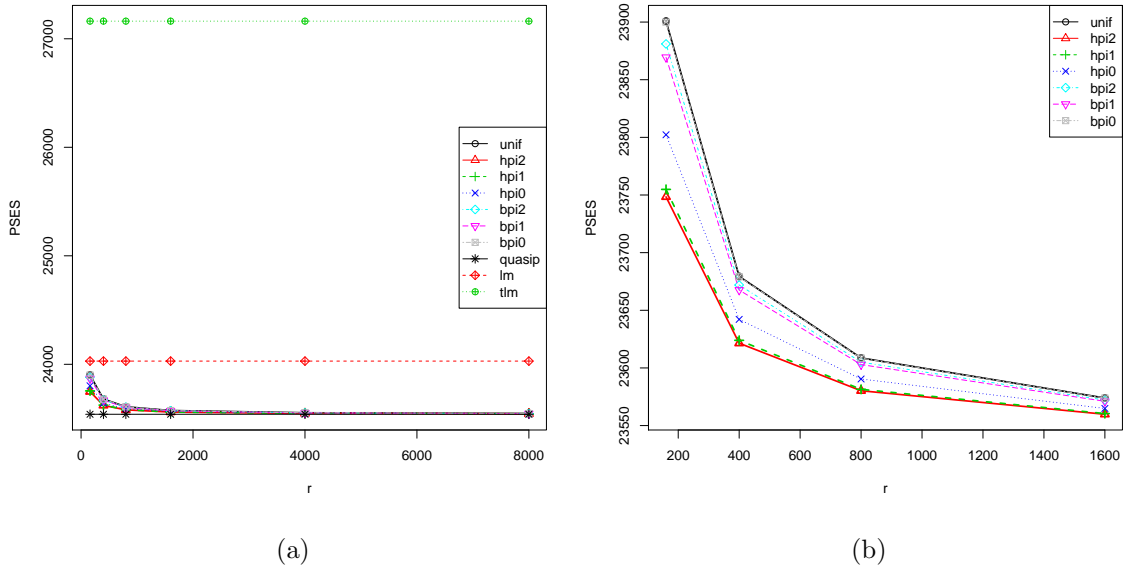 PSES
27000
26000
25000
24000
0
2000
4000
6000
8000
r
unif
hpi2
hpi1
hpi0
bpi2
bpi1
bpi0
quasip
lm
tlm
(a)
PSES
23900
23850
23800
23750
23700
23650
23600
23550
200
400
600
800
1000
1200
1400
1600
r
unif
hpi2
hpi1
hpi0
bpi2
bpi1
bpi0
(b)